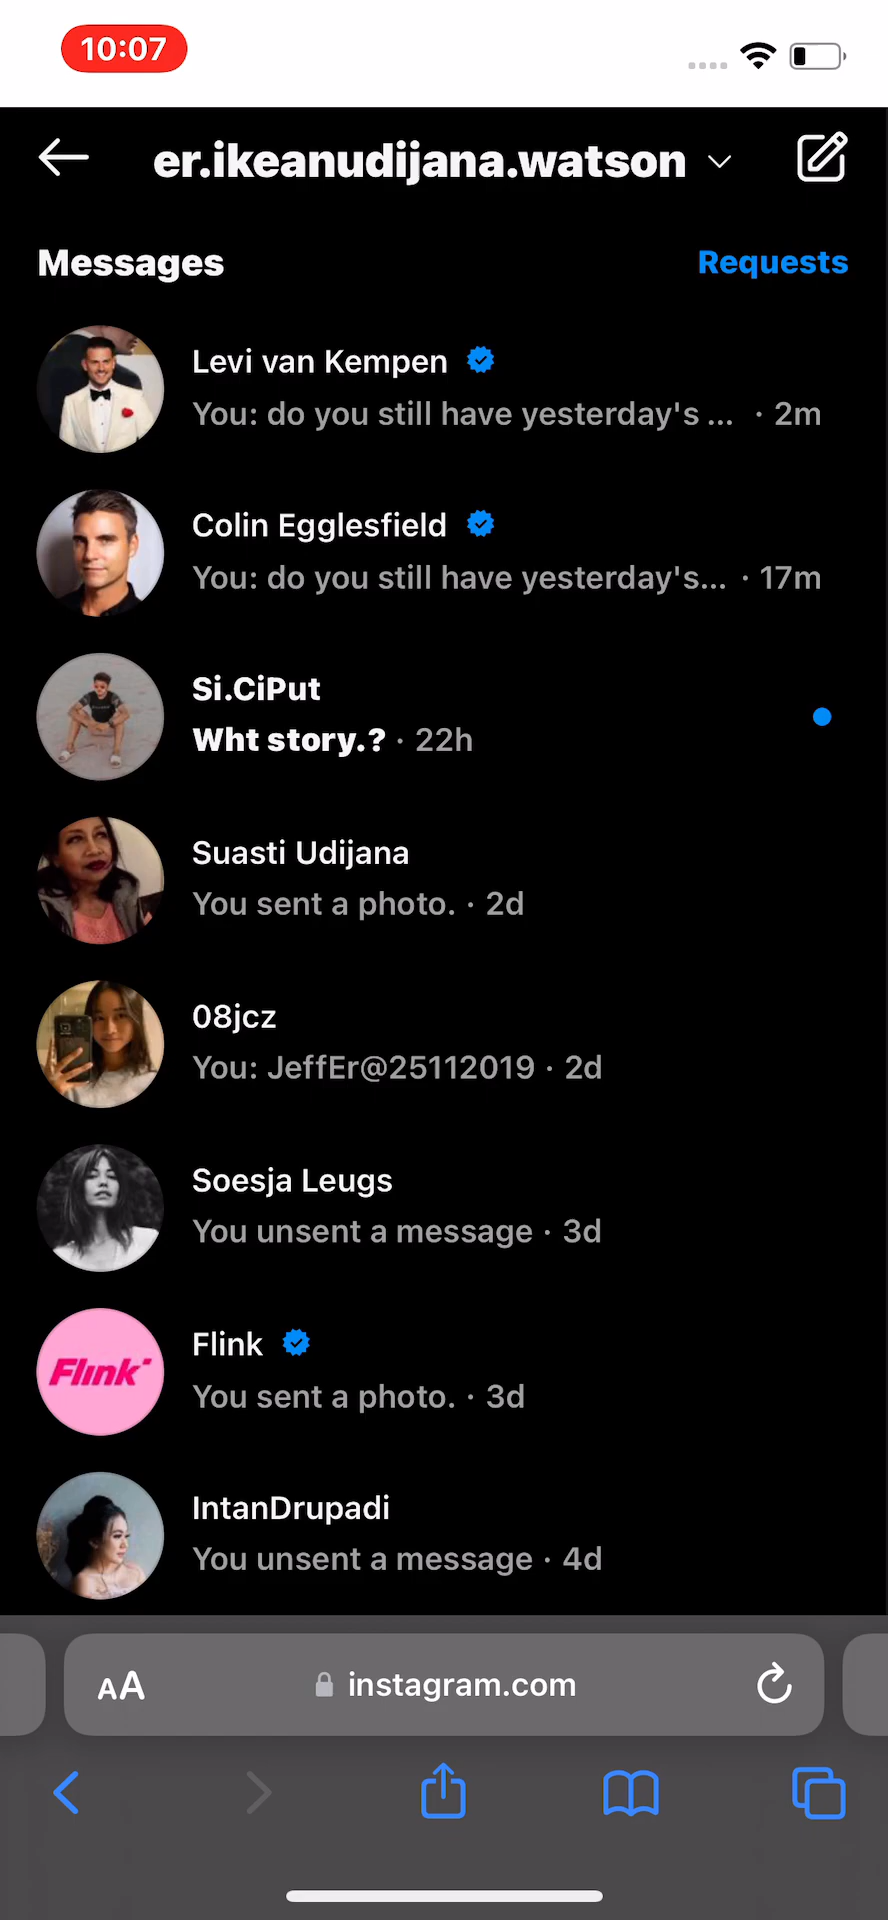 10:07
er.ikeanudijana.watson
Messages
Requests
Levi van Kempen
You: do you still have yesterday's ... · 2m
Colin Egglesfield
You: do you still have yesterday's... · 17m
Si.CiPut
Wht story.? · 22h
Suasti Udijana
You sent a photo. · 2d
08jcz
You: JeffEr@25112019 · 2d
Soesja Leugs
You unsent a message · 3d
Flink
Flink
You sent a photo. · 3d
IntanDrupadi
You unsent a message · 4d
AA
instagram.com